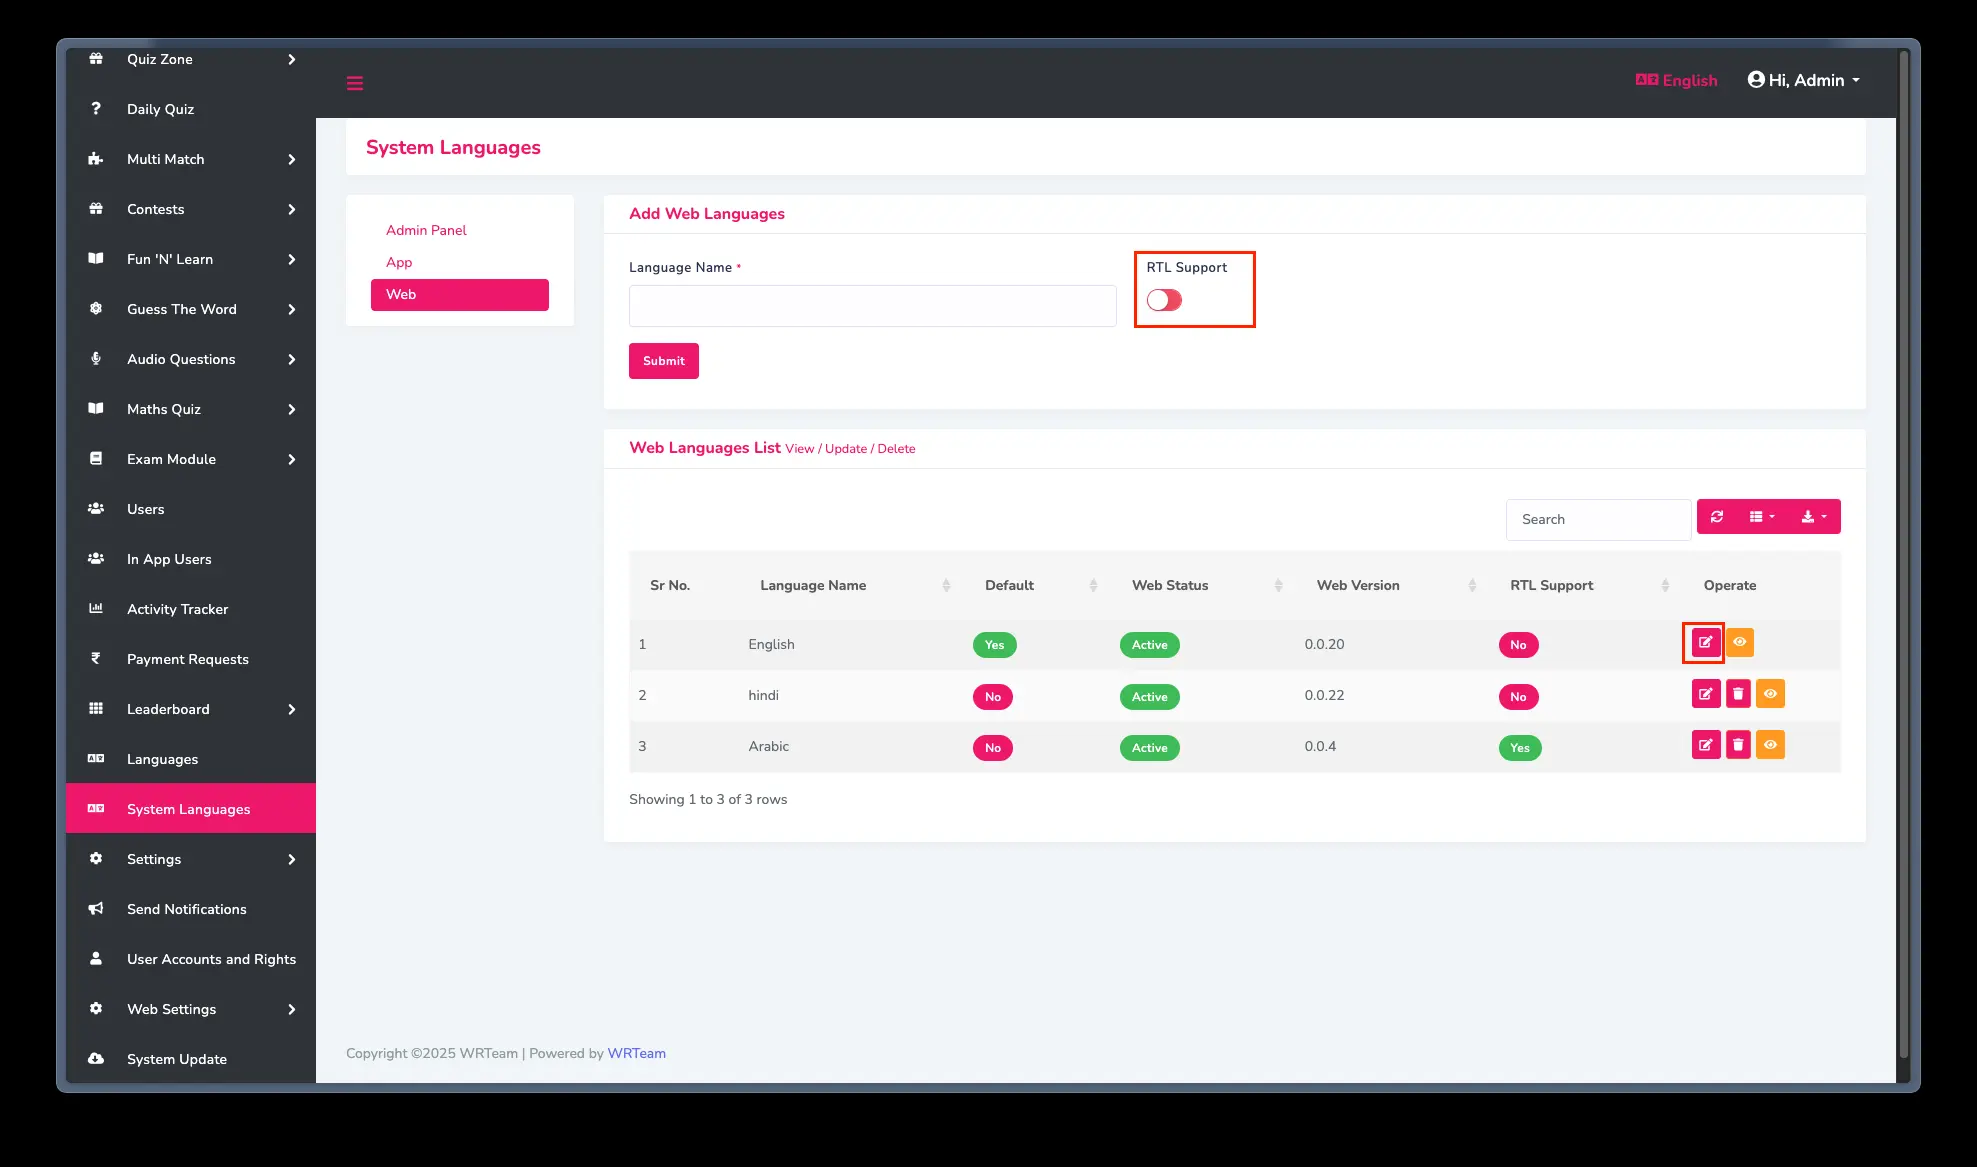 Quiz Zone
Daily Quiz
Multi Match
Contests
Fun 'N' Learn
Guess The Word
Audio Questions
Maths Quiz
Exam Module
Users
In App Users
Activity Tracker
Payment Requests
Leaderboard
Languages
System Languages
Settings
Send Notifications
User Accounts and Rights
Web Settings
System Update
English
Hi, Admin
System Languages
Admin Panel
App
Web
Add Web Languages
Language Name *
RTL Support
Submit
Web Languages List View / Update / Delete
Search
Sr No. Language Name Default Web Status Web Version RTL Support Operate
1 English Yes Active 0.0.20 No
2 hindi No Active 0.0.22 No
3 Arabic No Active 0.0.4 Yes
Showing 1 to 3 of 3 rows
Copyright ©2025 WRTeam | Powered by WRTeam